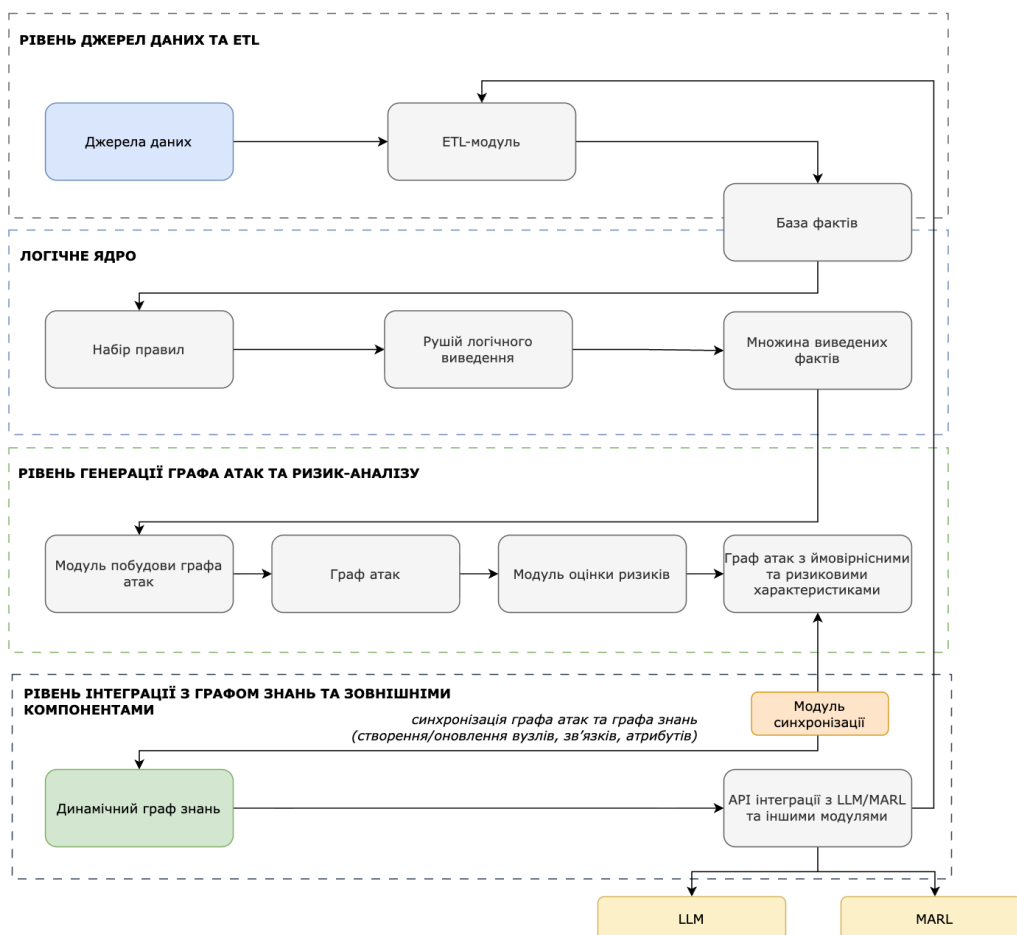 РІВЕНЬ ДЖЕРЕЛ ДАНИХ ТА ETL
Джерела даних
ETL-модуль
База фактів
ЛОГІЧНЕ ЯДРО
Набір правил
Рушій логічного
виведення
Множина виведених
фактів
РІВЕНЬ ГЕНЕРАЦІЇ ГРАФА АТАК ТА РИЗИК-АНАЛІЗУ
Модуль побудови графа
атак
Граф атак
Модуль оцінки ризиків
Граф атак з ймовірнісними
та ризиковими
характеристиками
РІВЕНЬ ІНТЕГРАЦІЇ З ГРАФОМ ЗНАНЬ ТА ЗОВНІШНІМИ
КОМПОНЕНТАМИ
Модуль
синхронізації
синхронізація графа атак та графа знань
(створення/оновлення вузлів, зв’язків, атрибутів)
Динамічний граф знань
API інтеграції з LLM/MARL
та іншими модулями
LLM
MARL